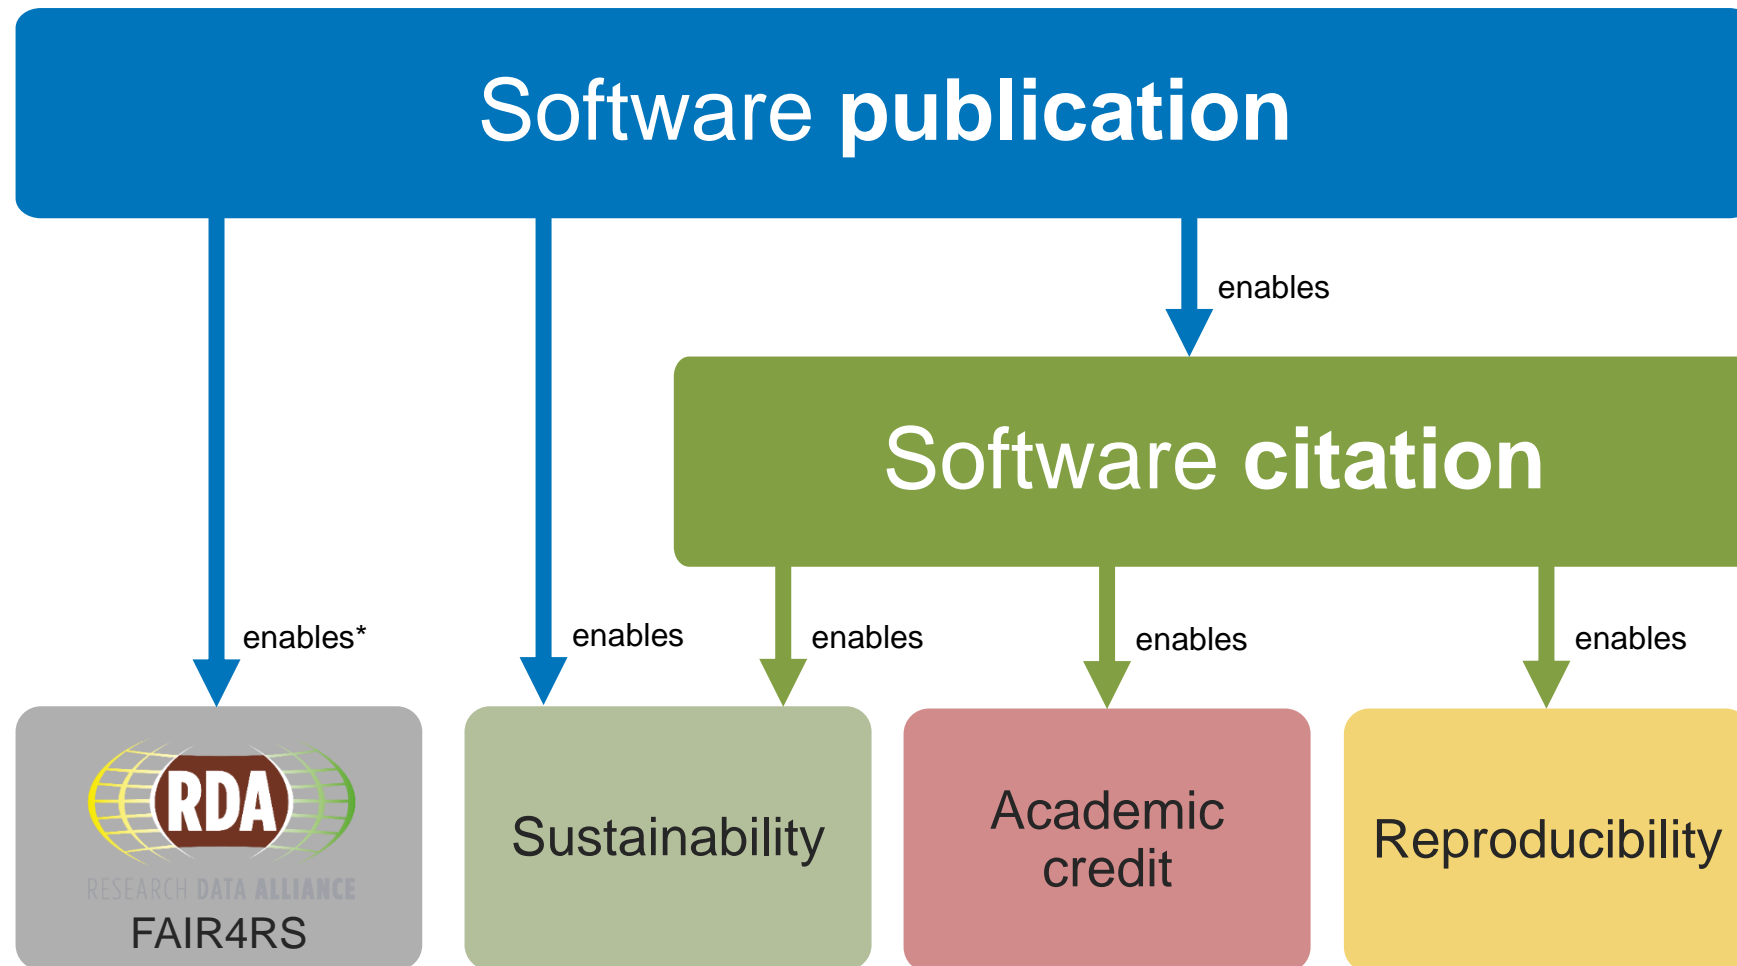 Software publication
enables
Software citation
enables*
enables
enables
enables
enables
RDA
RESEARCH DATA ALLIANCE
FAIR4RS
Sustainability
Academic
credit
Reproducibility